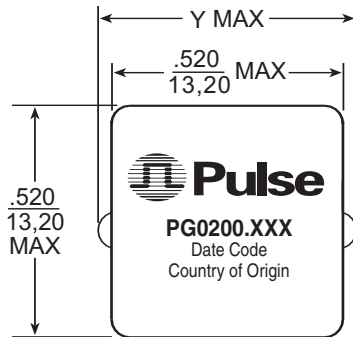 Y MAX
.520
13,20 MAX
.520
13,20
MAX
Pulse
PG0200.XXX
Date Code
Country of Origin